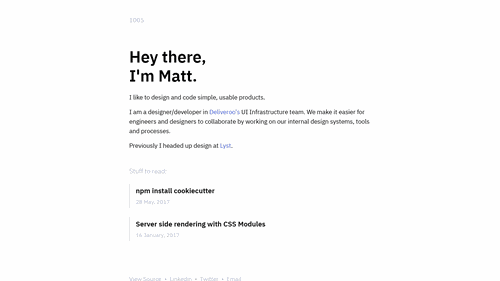 Hey there,
I'm Matt.
I like to design and code simple, usable products.
I am a designer/developer in Deliveroo's UI Infrastructure team. We make it easier for
engineers and designers to collaborate by working on our internal design systems, tools
and processes.
Previously I headed up design at Lyst.
Stuff to read
npm install cookiecutter
28 May, 2017
Server side rendering with CSS Modules
16 January, 2017
View Source • Linkedin • Twitter • Email